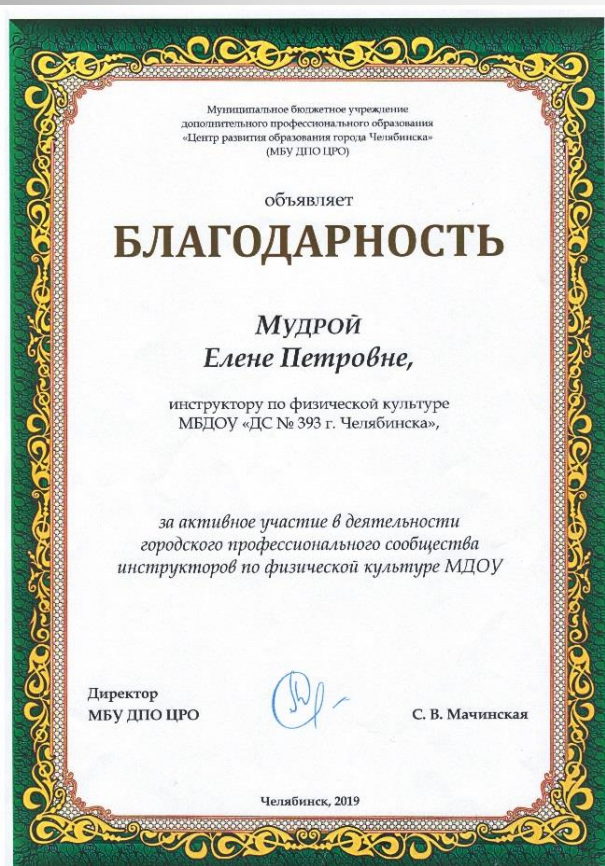 Муниципальное бюджетное учреждение
дополнительного профессионального образования
«Центр развития образования города Челябинска»
(МБУ ДПО ЦРО)
объявляет
БЛАГОДАРНОСТЬ
Мудрой
Елене Петровне,
инструктору по физической культуре
МБДОУ «ДС № 393 г. Челябинска»,
за активное участие в деятельности
городского профессионального сообщества
инструкторов по физической культуре МДОУ
Директор
МБУ ДПО ЦРО
С. В. Мачинская
Челябинск, 2019